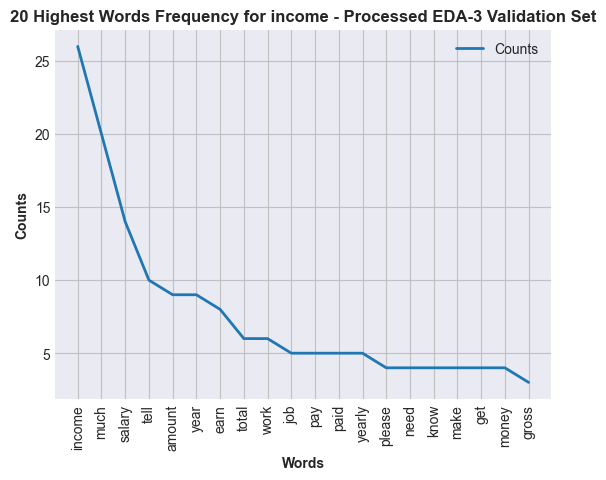 20 Highest Words Frequency for income - Processed EDA-3 Validation Set
Counts
25
20
15
10
5
Counts
income
much
salary
tell
amount
year
earn
total
work
job
pay
paid
yearly
please
need
know
make
get
money
gross
Words